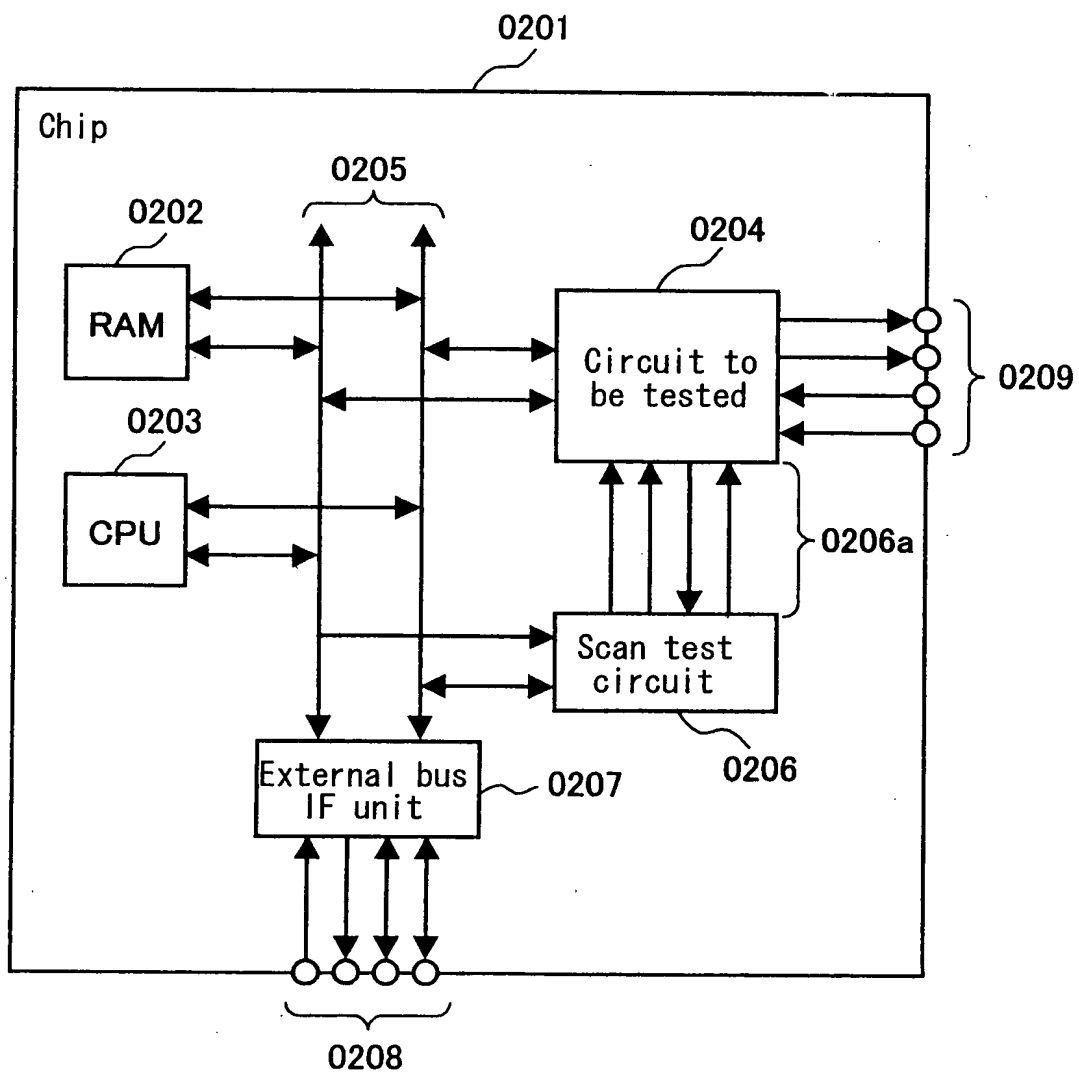 0201
Chip
0205
0202
RAM
0204
Circuit to
be tested
0209
0203
CPU
0206a
Scan test
circuit
0206
External bus
IF unit
0207
0208